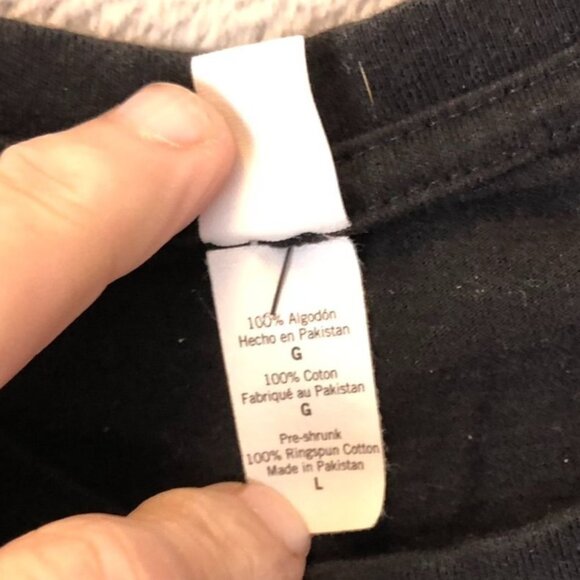 100% Algodón
Hecho en Pakistan
G
100% Coton
Fabriqué au Pakistan
G
Pre-shrunk
100% Ringspun Cotton
Made in Pakistan
L